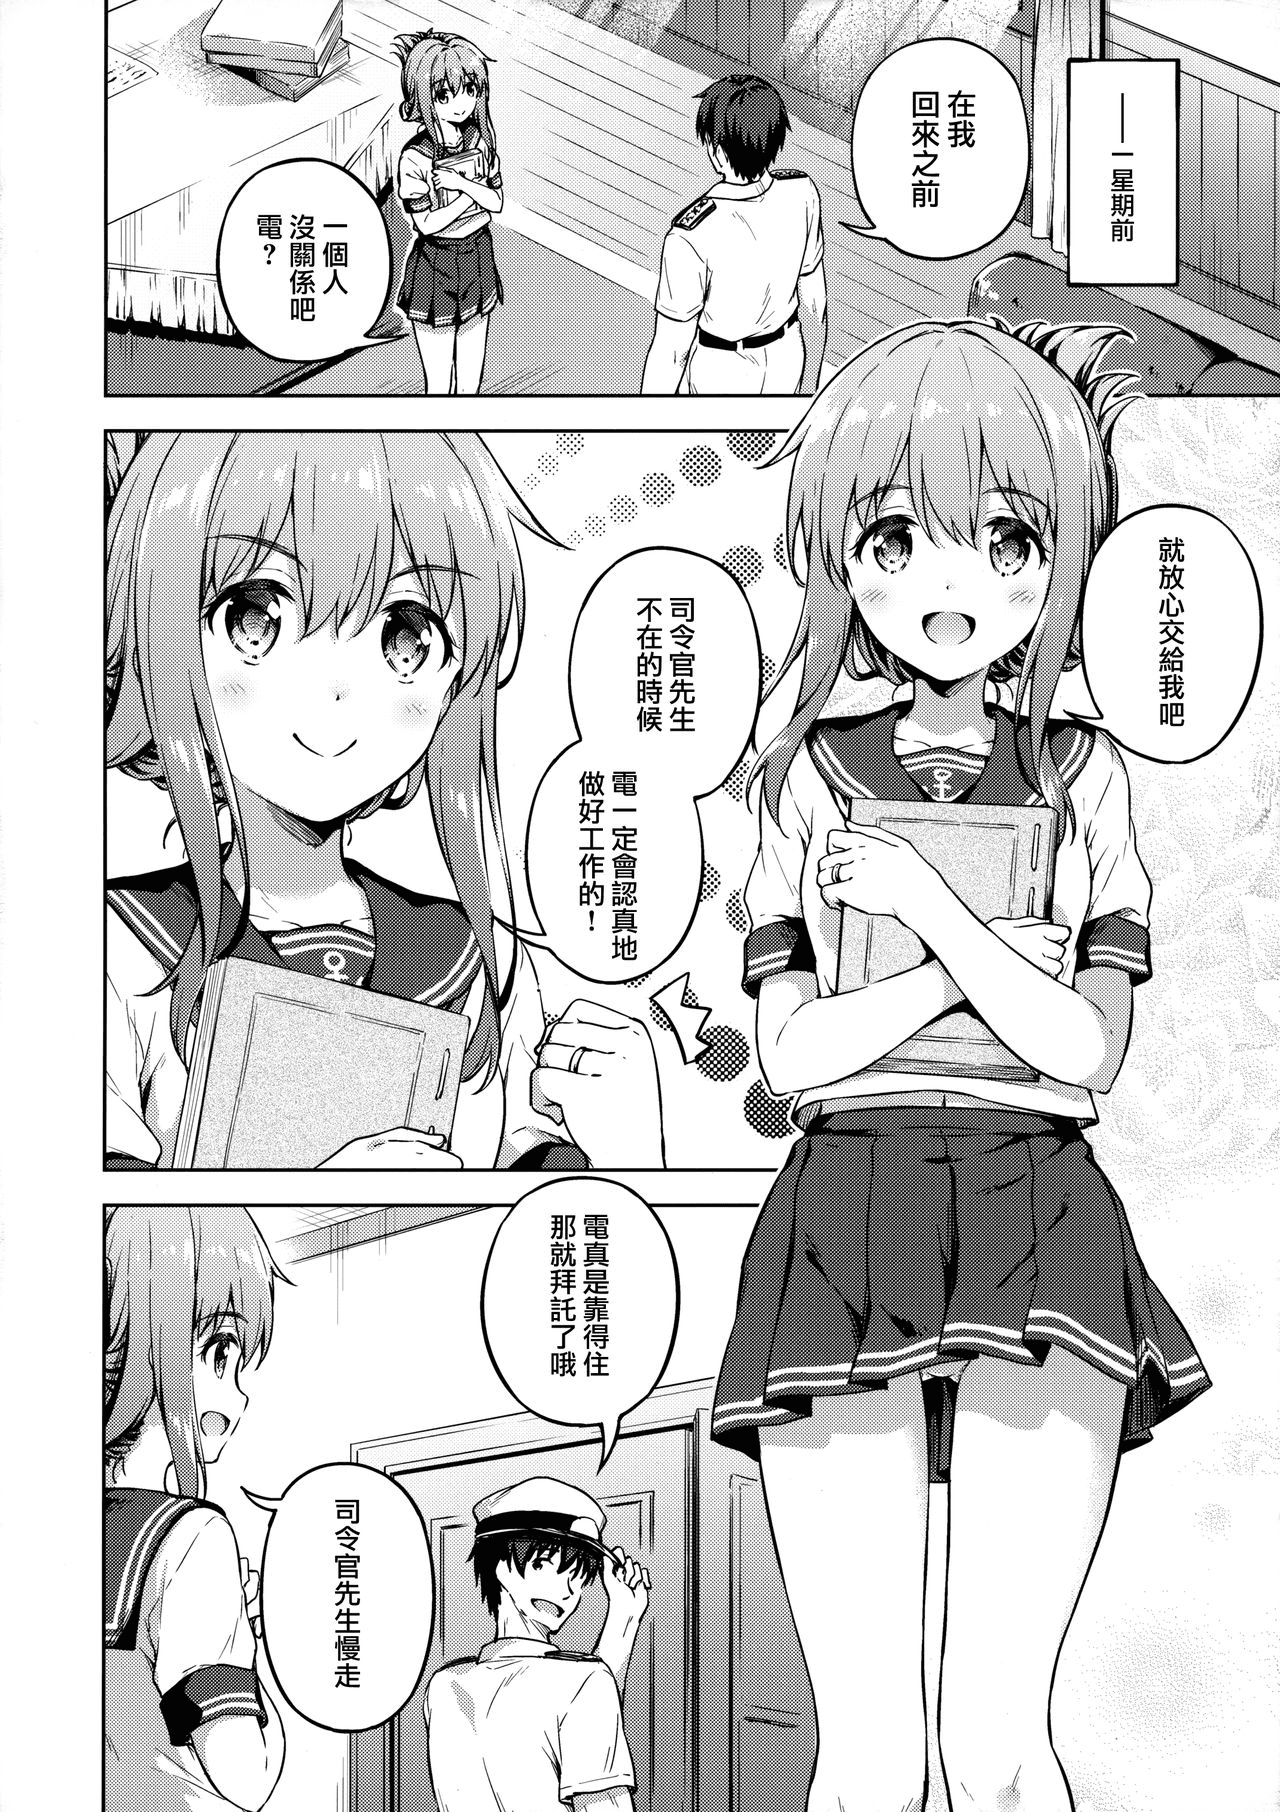 ——一星期前
在我
回來之前
一個人
沒關係吧
電?
就放心交給我吧
司令官先生
不在的時候
電一定會認真地
做好工作的!
電真是靠得住
那就拜託了哦
司令官先生慢走